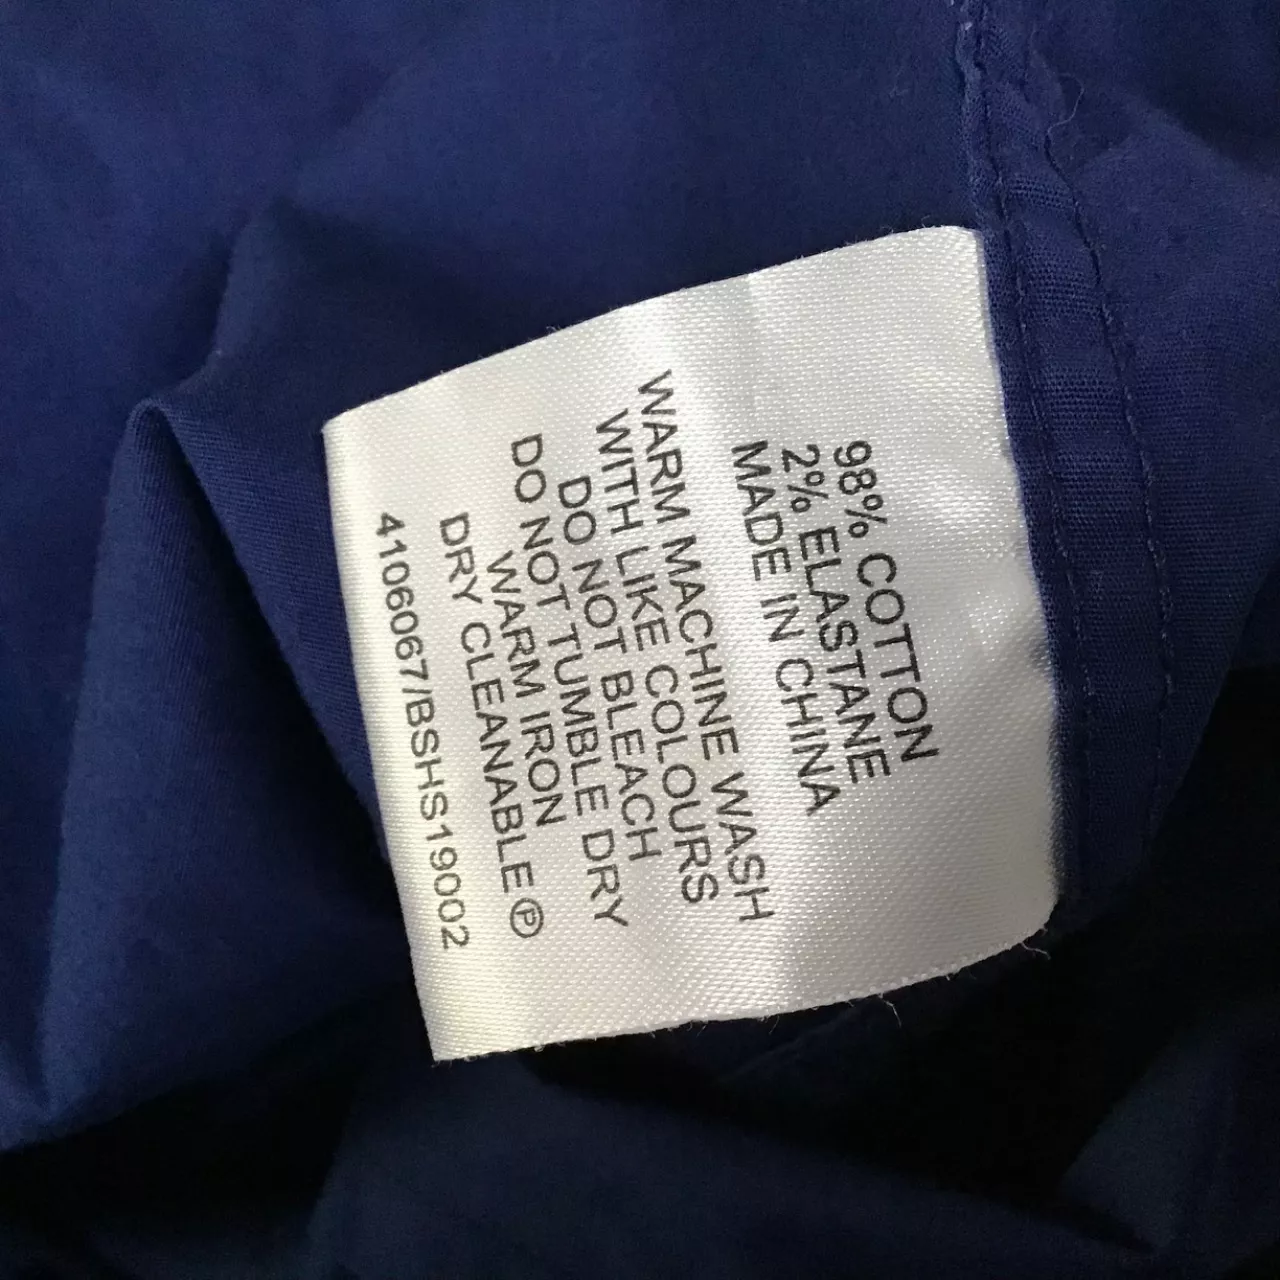 98% COTTON
2% ELASTANE
MADE IN CHINA
WARM MACHINE WASH
WITH LIKE COLOURS
DO NOT BLEACH
DO NOT TUMBLE DRY
WARM IRON
DRY CLEANABLE Ⓟ
4106067/BSHS19002